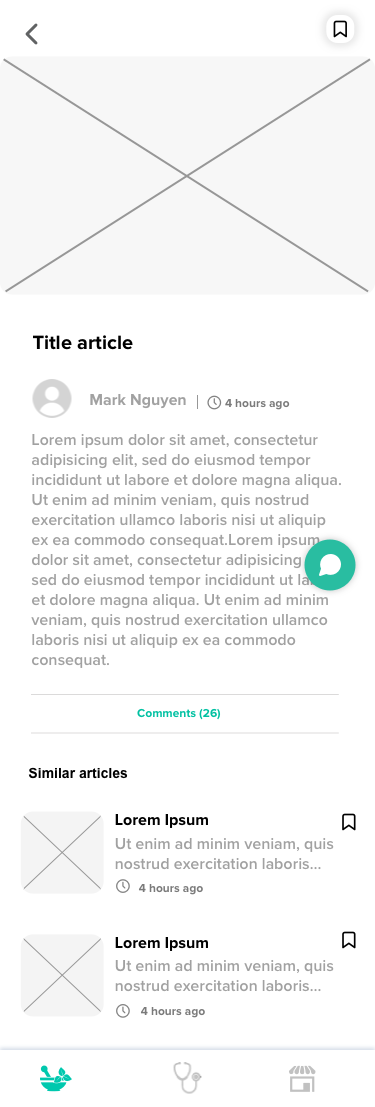 Title article
Mark Nguyen | 4 hours ago
Lorem ipsum dolor sit amet, consectetur
adipisicing elit, sed do eiusmod tempor
incididunt ut labore et dolore magna aliqua.
Ut enim ad minim veniam, quis nostrud
exercitation ullamco laboris nisi ut aliquip
ex ea commodo consequat.Lorem ipsum
dolor sit amet, consectetur adipisicing
sed do eiusmod tempor incididunt ut
et dolore magna aliqua. Ut enim ad minim
veniam, quis nostrud exercitation ullamco
laboris nisi ut aliquip ex ea commodo
consequat.
Comments (26)
Similar articles
Lorem Ipsum
Ut enim ad minim veniam, quis
nostrud exercitation laboris...
4 hours ago
Lorem Ipsum
Ut enim ad minim veniam, quis
nostrud exercitation laboris...
4 hours ago